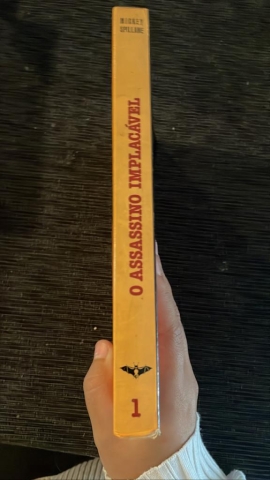 MICKEY
SPILLANE
O ASSASSINO IMPLACÁVEL
1